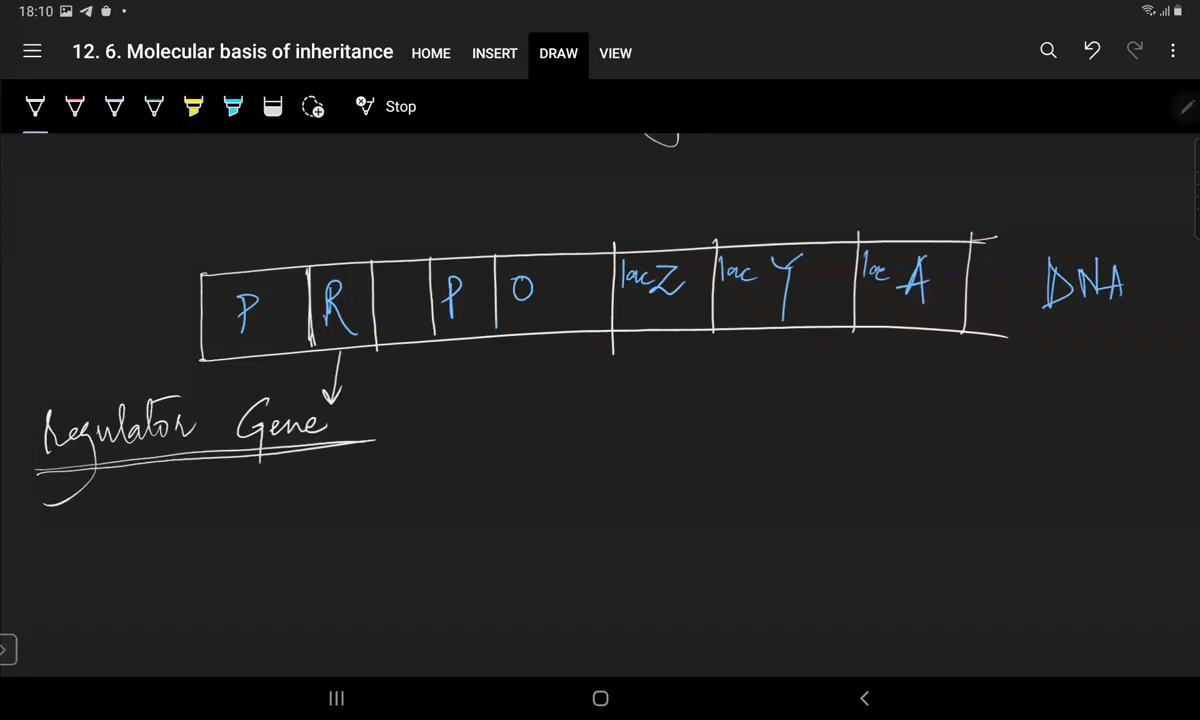 18:10
12. 6. Molecular basis of inheritance HOME INSERT DRAW VIEW
Stop
P R P O lacZ lac Y lac A DNA
Regulator Gene